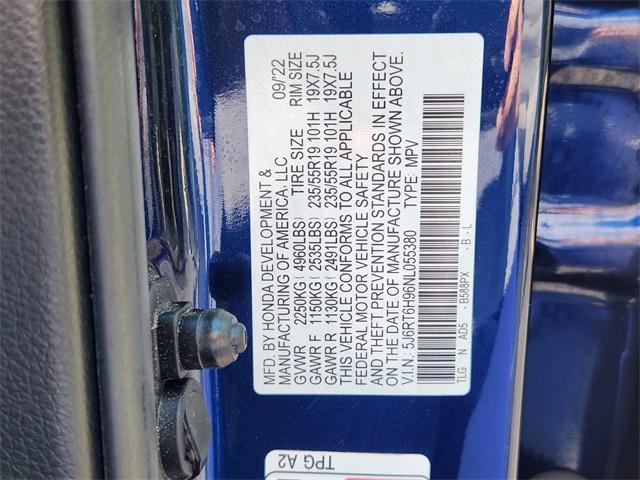 MFD. BY HONDA DEVELOPMENT &
MANUFACTURING OF AMERICA, LLC 09/'22
GVWR 2250KG(4960LBS) TIRE SIZE RIM SIZE
GAWR F 1150KG(2535LBS) 235/55R19 101H 19X7.5J
GAWR R 1130KG(2491LBS) 235/55R19 101H 19X7.5J
THIS VEHICLE CONFORMS TO ALL APPLICABLE
FEDERAL MOTOR VEHICLE SAFETY
AND THEFT PREVENTION STANDARDS IN EFFECT
ON THE DATE OF MANUFACTURE SHOWN ABOVE.
V.I.N.: 5J6RT6H96NL055380 TYPE: MPV
TLG N AD5 - B588PX - B - L
TPG A2